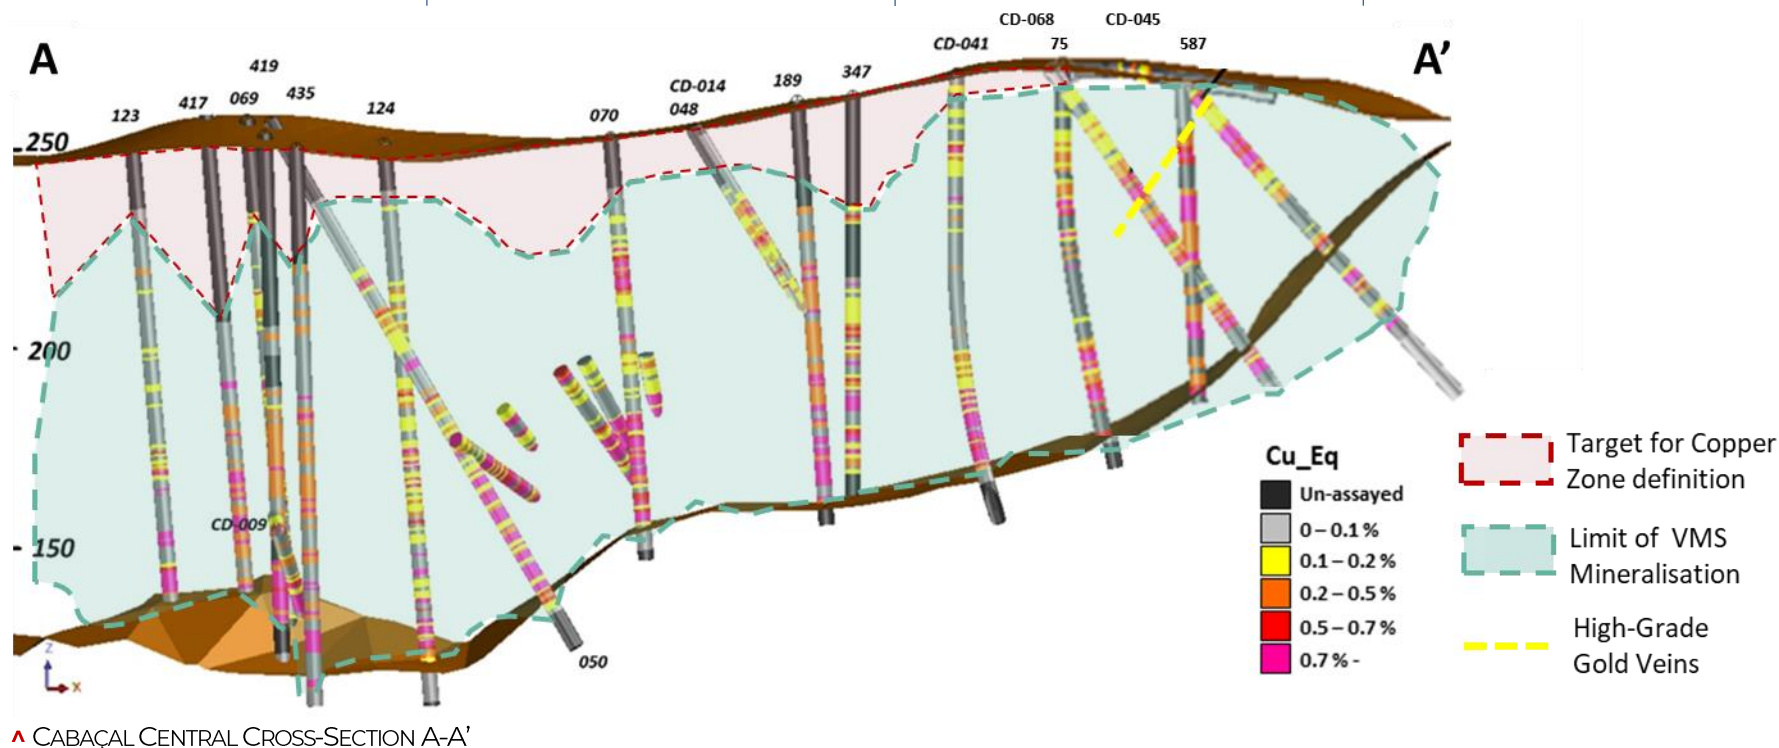 CD-068 CD-045
A CD-041 75 587 A’
419
CD-014 189 347
417 069 435
123 124 070 048
250
200
150
CD-009
050
Z
X
Cu_Eq
Un-assayed
0 – 0.1 %
0.1 – 0.2 %
0.2 – 0.5 %
0.5 – 0.7 %
0.7 % -
Target for Copper
Zone definition
Limit of VMS
Mineralisation
High-Grade
Gold Veins
^ CABAÇAL CENTRAL CROSS-SECTION A-A’